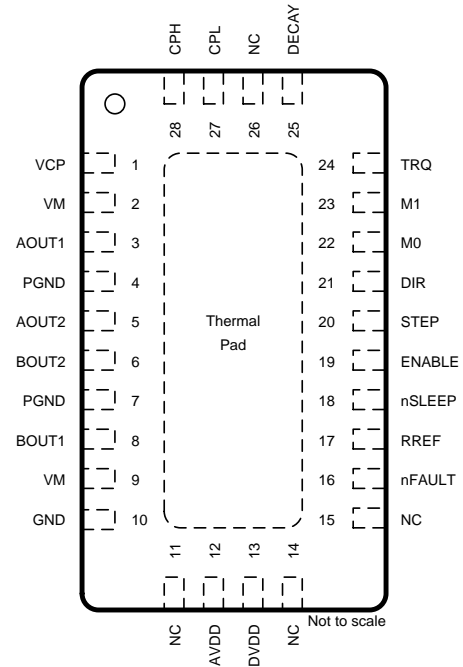 CPH CPL NC DECAY
28 27 26 25
VCP 1 24 TRQ
VM 2 23 M1
AOUT1 3 22 M0
PGND 4 21 DIR
AOUT2 5 20 STEP
Thermal
Pad
BOUT2 6 19 ENABLE
PGND 7 18 nSLEEP
BOUT1 8 17 RREF
VM 9 16 nFAULT
GND 10 15 NC
11 12 13 14
NC AVDD DVDD NC
Not to scale